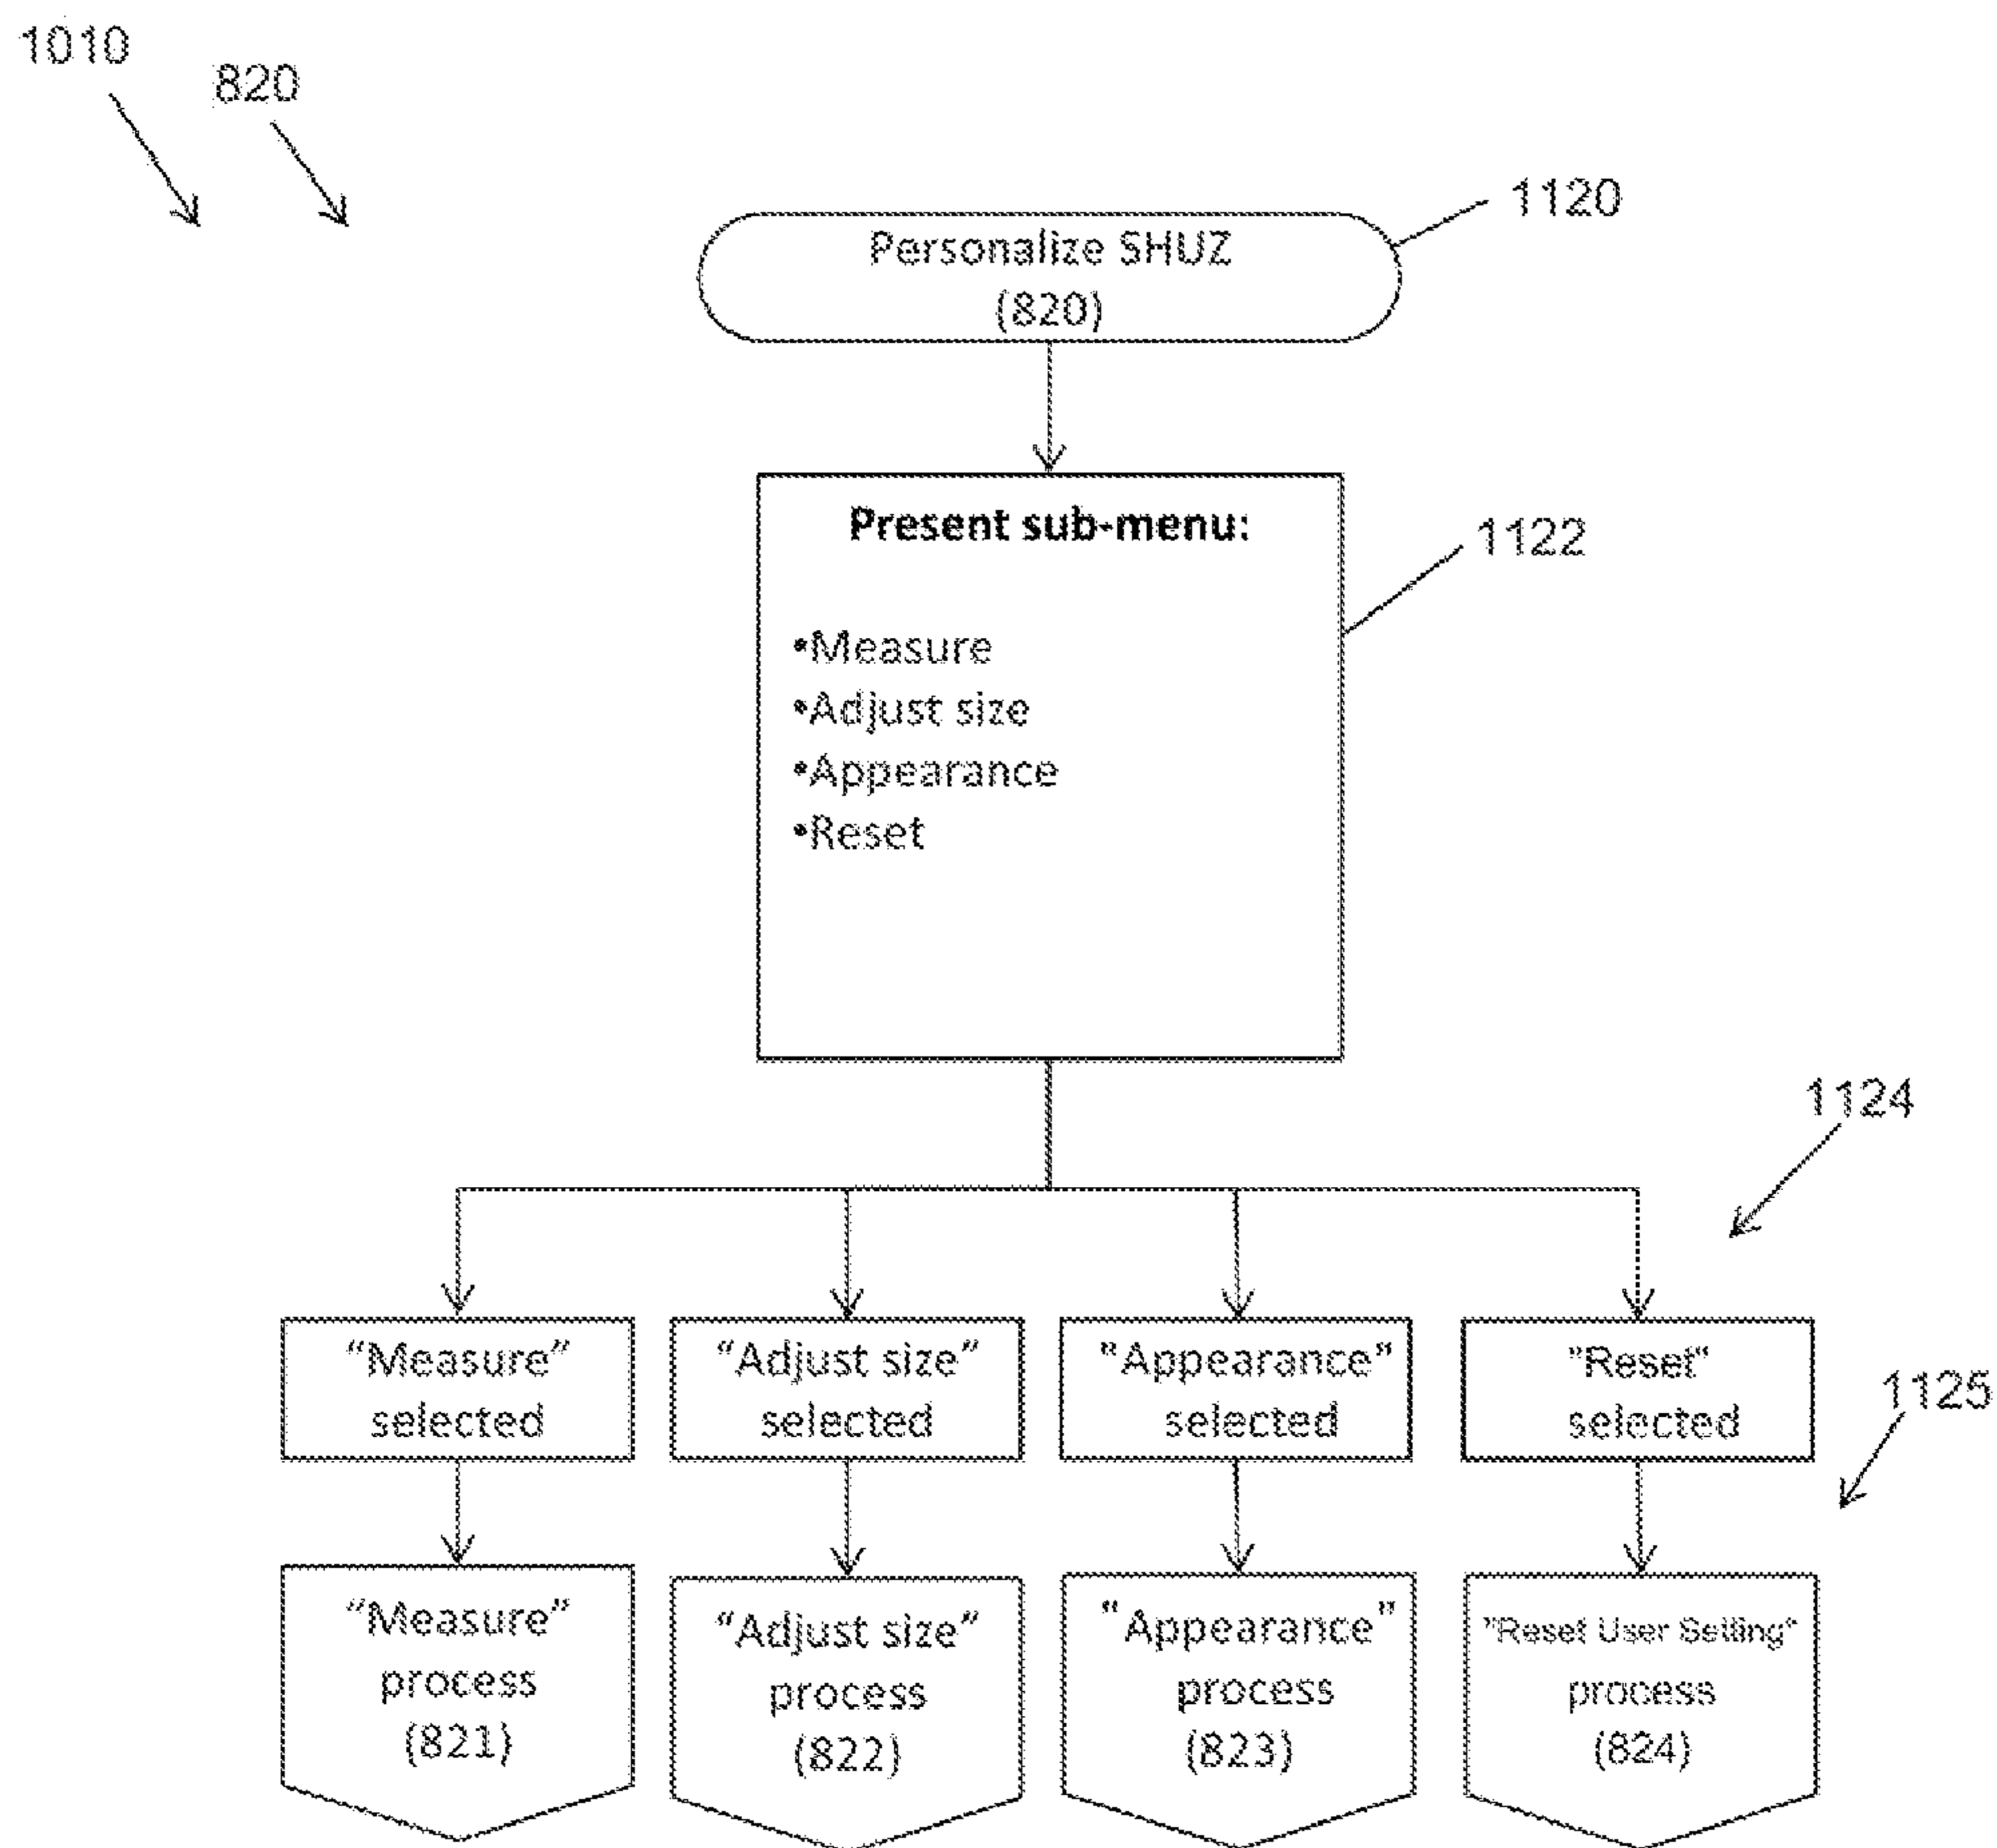 1010
820
1120
Personalize SHUZ
(820)
1122
Present sub-menu:
•Measure
•Adjust size
•Appearance
•Reset
1124
1125
“Measure”
selected
“Adjust size”
selected
"Appearance"
selected
"Reset"
selected
“Measure”
process
(821)
“Adjust size”
process
(822)
"Appearance"
process
(823)
"Reset User Setting"
process
(824)